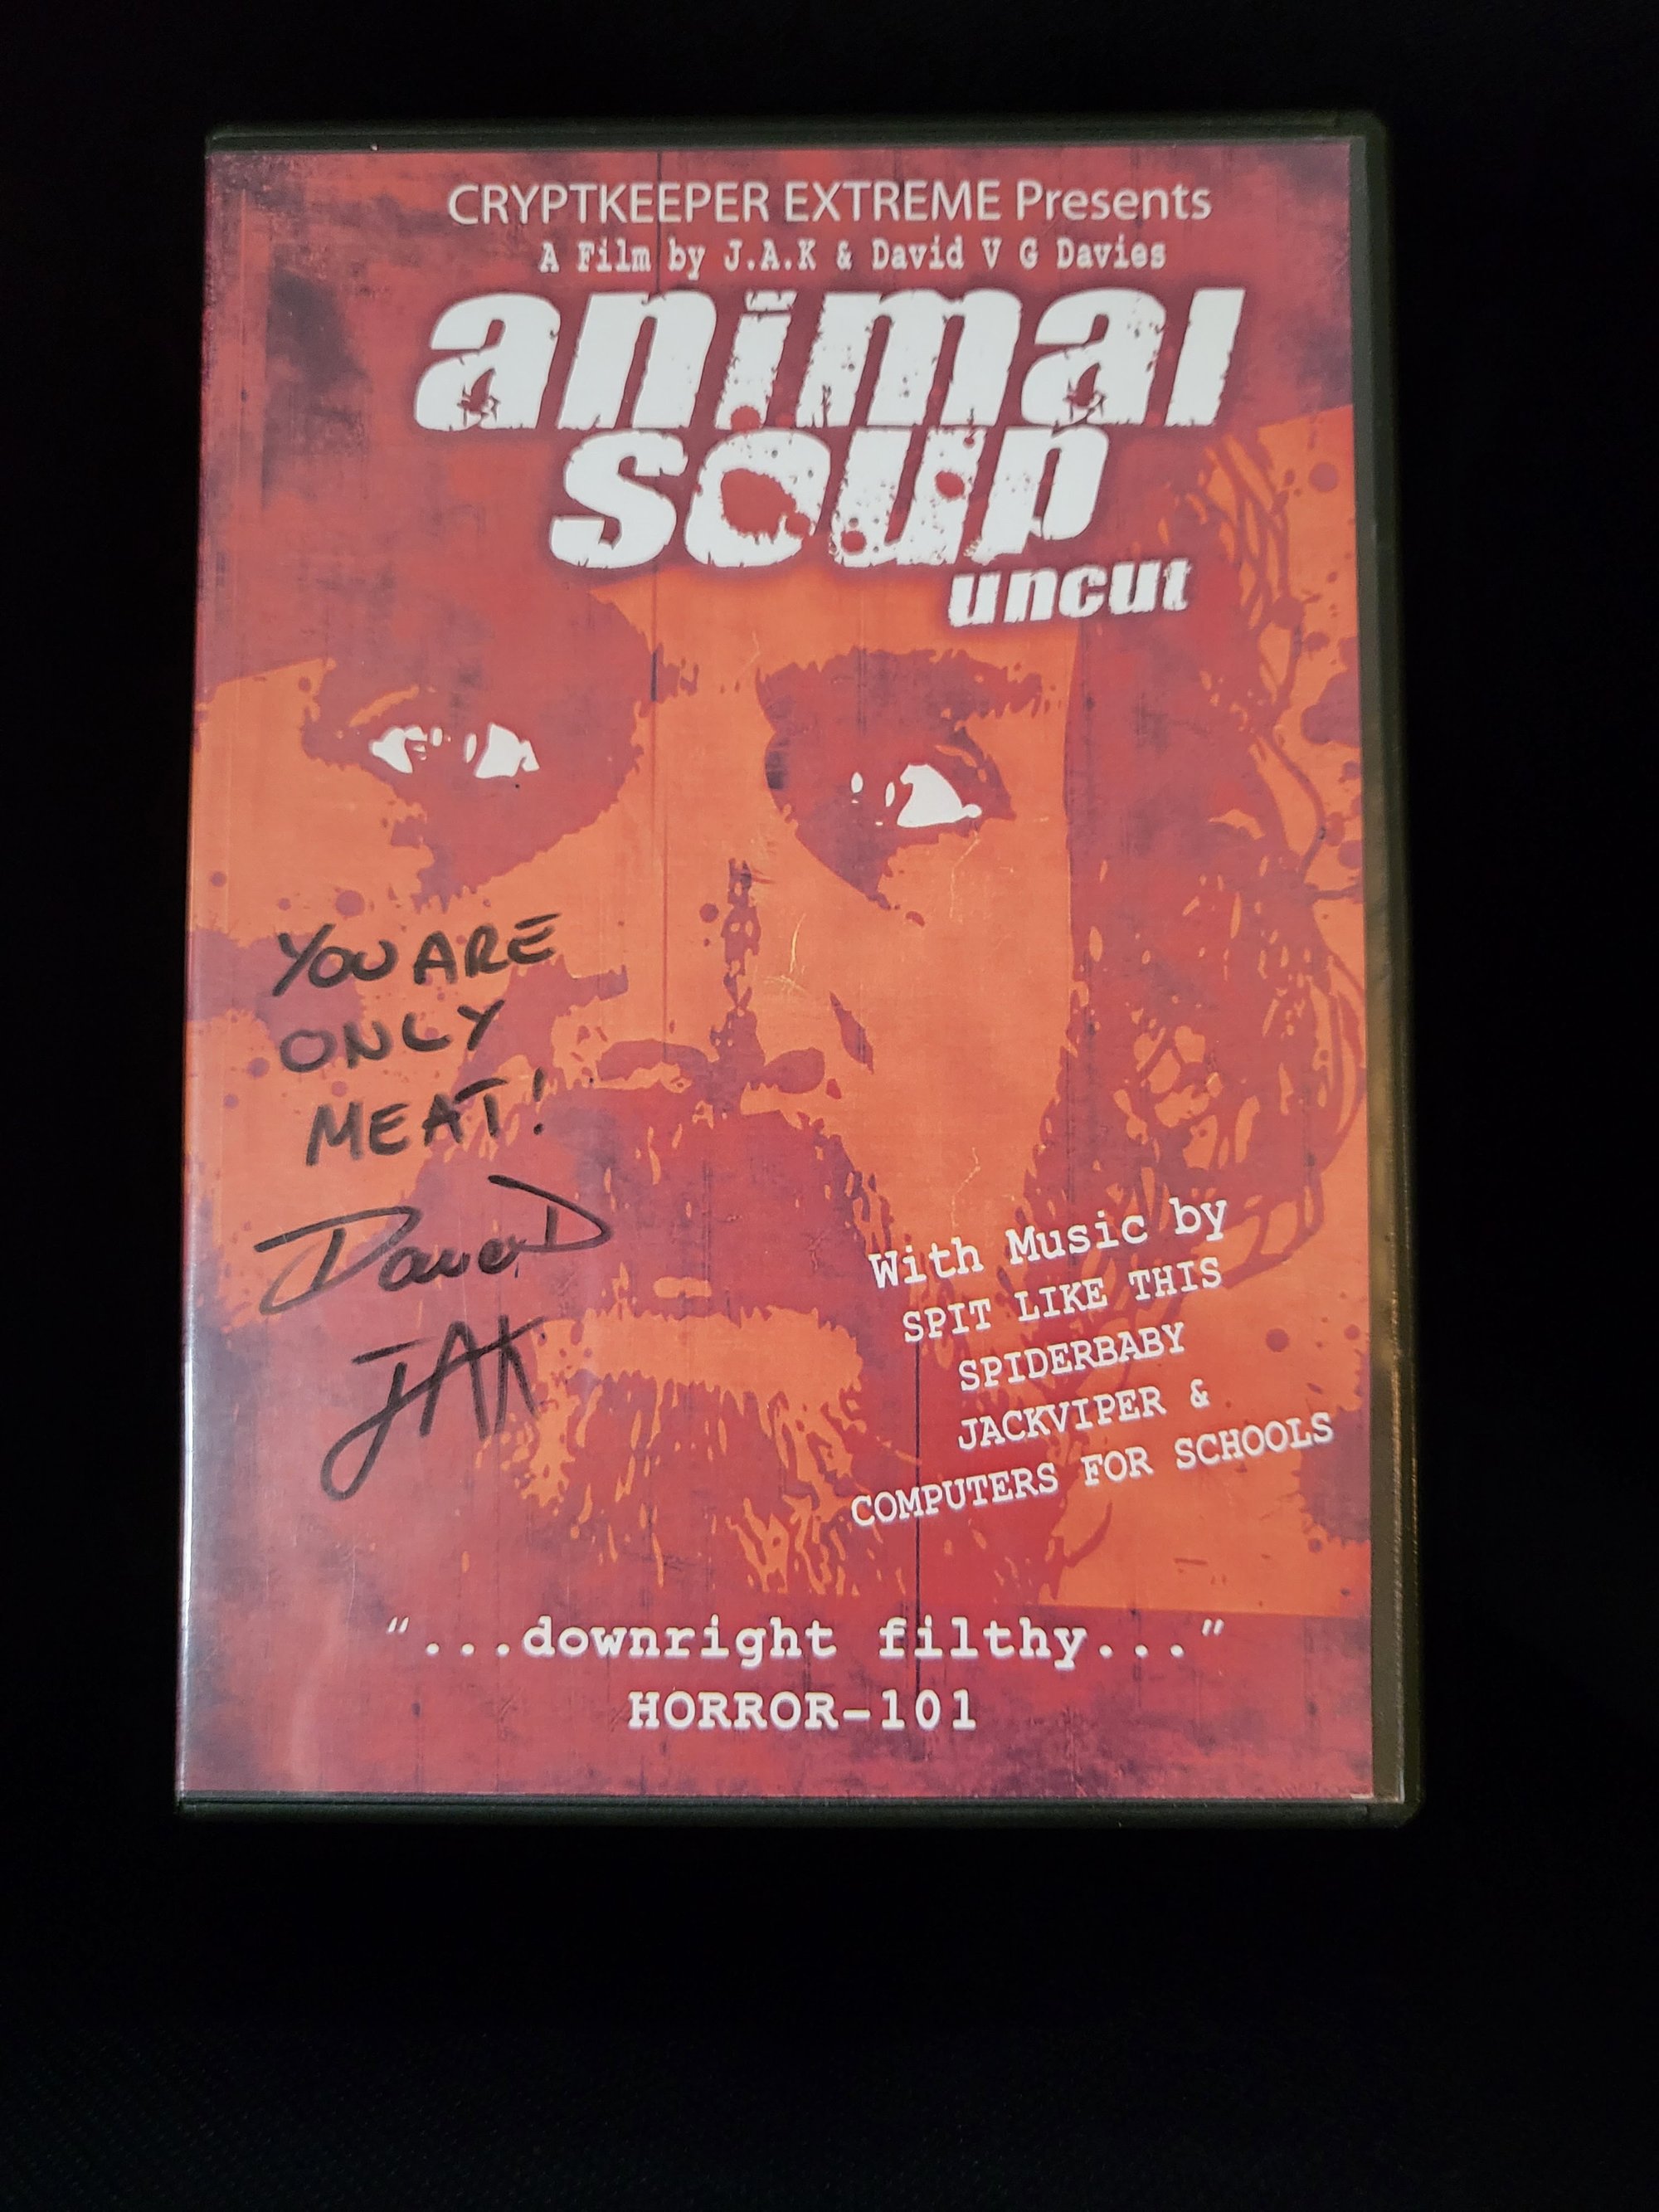 CRYPTKEEPER EXTREME Presents
A Film by J.A.K & David V G Davies
animal
soup
uncut
YOU ARE
ONLY
MEAT!
JAK
With Music by
SPIT LIKE THIS
SPIDERBABY
JACKVIPER &
COMPUTERS FOR SCHOOLS
"...downright filthy..."
HORROR-101